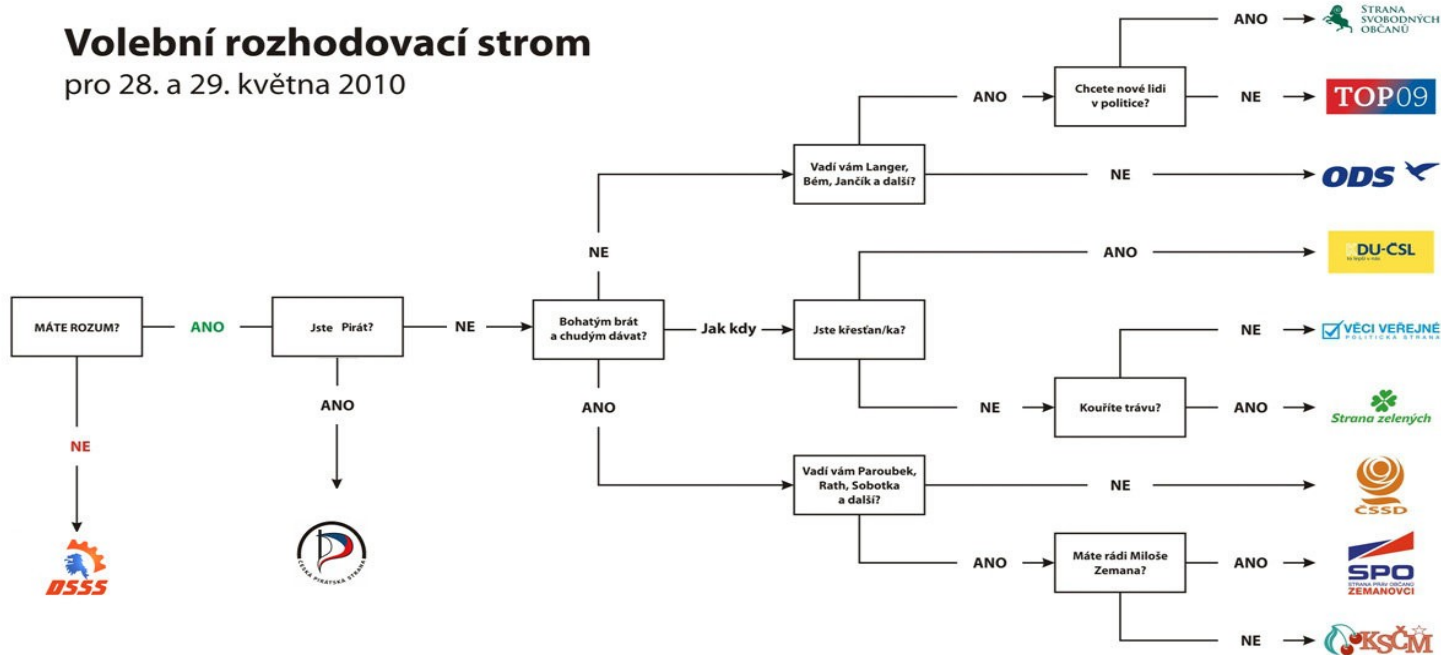 Volební rozhodovací strom
pro 28. a 29. května 2010
ANO
STRANA
SVOBODNÝCH
OBČANŮ
Chcete nové lidi
v politice?
ANO
NE
TOP09
Vadí vám Langer,
Bém, Jančík a další?
NE
ODS
NE
ANO
KDU-ČSL
to lepší v nás
MÁTE ROZUM?
ANO
Jste Pirát?
NE
Bohatým brát
a chudým dávat?
Jak kdy
Jste křesťan/ka?
NE
VĚCI VEŘEJNÉ
POLITICKÁ STRANA
ANO
ANO
NE
Kouříte trávu?
ANO
Strana zelených
NE
Vadí vám Paroubek,
Rath, Sobotka
a další?
NE
ČSSD
DSSS
ČESKÁ PIRÁTSKÁ STRANA
ANO
Máte rádi Miloše
Zemana?
ANO
SPO
STRANA PRÁV OBČANŮ
ZEMANOVCI
NE
KSČM